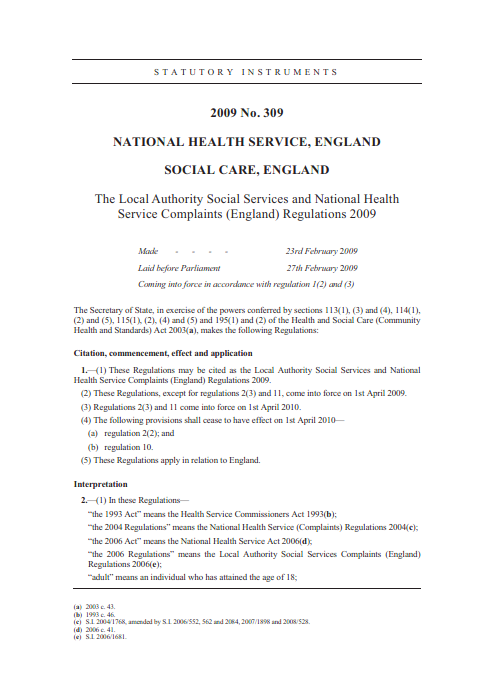 STATUTORY INSTRUMENTS
2009 No. 309
NATIONAL HEALTH SERVICE, ENGLAND
SOCIAL CARE, ENGLAND
The Local Authority Social Services and National Health
Service Complaints (England) Regulations 2009
Made - - - - 23rd February 2009
Laid before Parliament 27th February 2009
Coming into force in accordance with regulation 1(2) and (3)
The Secretary of State, in exercise of the powers conferred by sections 113(1), (3) and (4), 114(1),
(2) and (5), 115(1), (2), (4) and (5) and 195(1) and (2) of the Health and Social Care (Community
Health and Standards) Act 2003(a), makes the following Regulations:
Citation, commencement, effect and application
1.—(1) These Regulations may be cited as the Local Authority Social Services and National
Health Service Complaints (England) Regulations 2009.
(2) These Regulations, except for regulations 2(3) and 11, come into force on 1st April 2009.
(3) Regulations 2(3) and 11 come into force on 1st April 2010.
(4) The following provisions shall cease to have effect on 1st April 2010—
(a) regulation 2(2); and
(b) regulation 10.
(5) These Regulations apply in relation to England.
Interpretation
2.—(1) In these Regulations—
“the 1993 Act” means the Health Service Commissioners Act 1993(b);
“the 2004 Regulations” means the National Health Service (Complaints) Regulations 2004(c);
“the 2006 Act” means the National Health Service Act 2006(d);
“the 2006 Regulations” means the Local Authority Social Services Complaints (England)
Regulations 2006(e);
“adult” means an individual who has attained the age of 18;
(a) 2003 c. 43.
(b) 1993 c. 46.
(c) S.I. 2004/1768, amended by S.I. 2006/552, 562 and 2084, 2007/1898 and 2008/528.
(d) 2006 c. 41.
(e) S.I. 2006/1681.